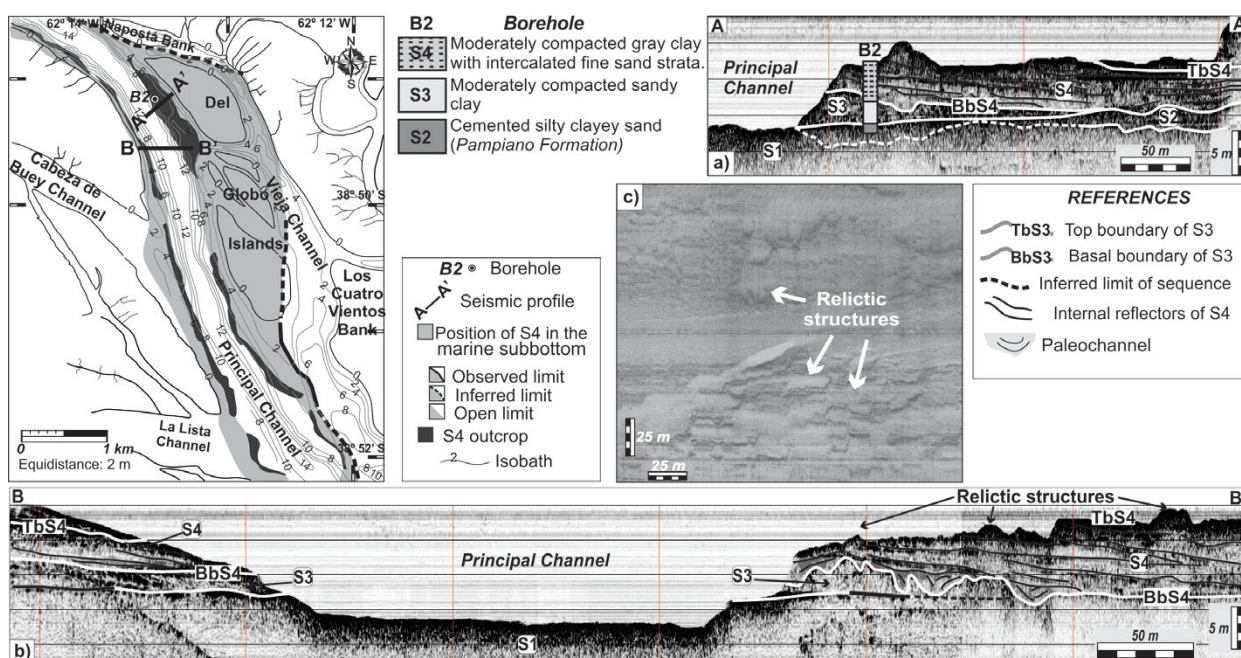 62º 14' W
62º 12' W
Napostá Bank
N
W
E
S
B2
A'
A
Del
B
B'
Cabeza de
Buey Channel
Globo
Vieja Channel
38º 50' S
Islands
Los
Cuatro
Vientos
Bank
Principal Channel
La Lista
Channel
38º 52' S
0
1 km
Equidistance: 2 m
B2
Borehole
S4
Moderately compacted gray clay
with intercalated fine sand strata.
S3
Moderately compacted sandy
clay
S2
Cemented silty clayey sand
(Pampiano Formation)
B2 Borehole
A A' Seismic profile
Position of S4 in the
marine subbottom
Observed limit
Inferred limit
Open limit
S4 outcrop
2 Isobath
A
B2
A
Principal
Channel
TbS4
S4
S3
BbS4
S2
S1
a)
50 m
5 m
c)
Relictic
structures
25 m
25 m
REFERENCES
TbS3 Top boundary of S3
BbS3 Basal boundary of S3
Inferred limit of sequence
Internal reflectors of S4
Paleochannel
B
Relictic structures
B
TbS4
S4
TbS4
Principal Channel
BbS4
S3
S3
S4
BbS4
S1
b)
50 m
5 m